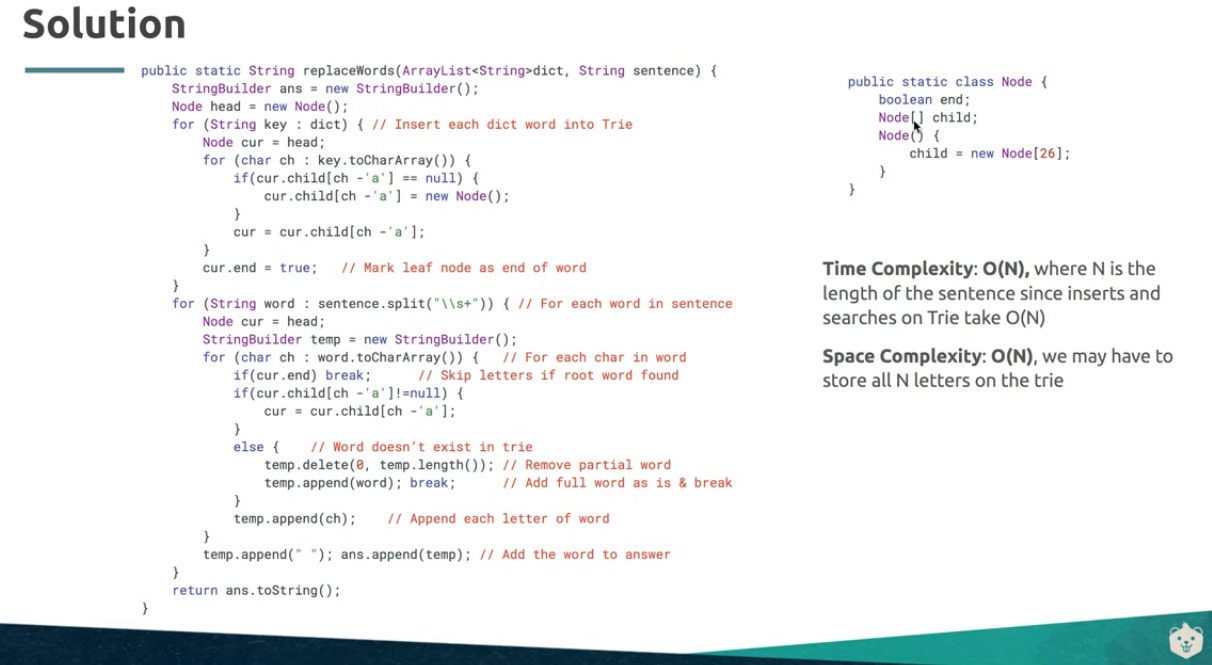 Solution
public static String replaceWords(ArrayList<String>dict, String sentence) {
StringBuilder ans = new StringBuilder();
Node head = new Node();
for (String key : dict) { // Insert each dict word into Trie
Node cur = head;
for (char ch : key.toCharArray()) {
if(cur.child[ch -'a'] == null) {
cur.child[ch -'a'] = new Node();
}
cur = cur.child[ch -'a'];
}
cur.end = true; // Mark leaf node as end of word
}
for (String word : sentence.split("\\s+")) { // For each word in sentence
Node cur = head;
StringBuilder temp = new StringBuilder();
for (char ch : word.toCharArray()) { // For each char in word
if(cur.end) break; // Skip letters if root word found
if(cur.child[ch -'a']!=null) {
cur = cur.child[ch -'a'];
}
else { // Word doesn't exist in trie
temp.delete(0, temp.length()); // Remove partial word
temp.append(word); break; // Add full word as is & break
}
temp.append(ch); // Append each letter of word
}
temp.append(" "); ans.append(temp); // Add the word to answer
}
return ans.toString();
}
public static class Node {
boolean end;
Node[] child;
Node() {
child = new Node[26];
}
}
Time Complexity: O(N), where N is the
length of the sentence since inserts and
searches on Trie take O(N)
Space Complexity: O(N), we may have to
store all N letters on the trie